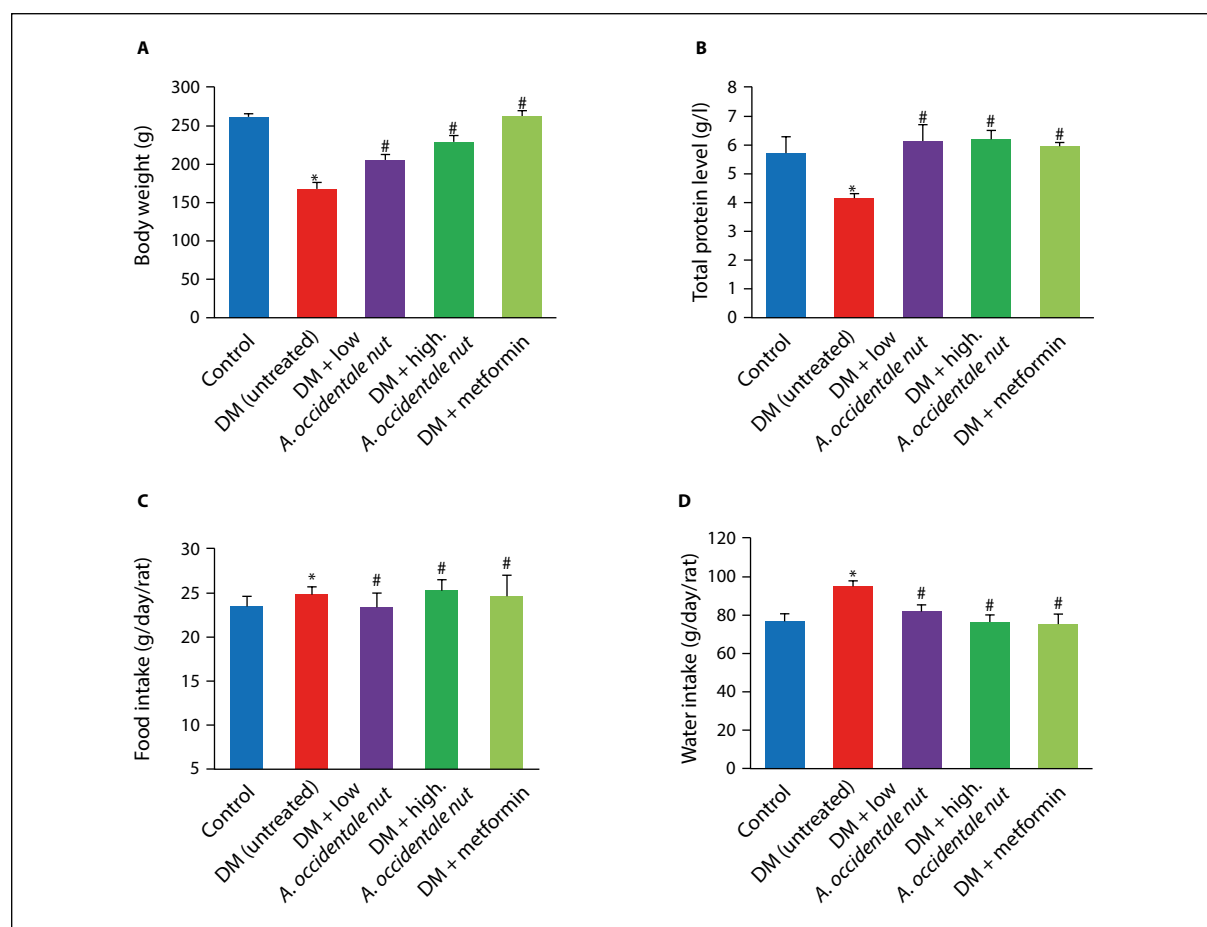 A
Body weight (g)
300
250
200
150
100
50
0
*
#
#
#
Control
DM (untreated)
DM + low
A. occidentale nut
DM + high.
A. occidentale nut
DM + metformin
B
Total protein level (g/l)
8
7
6
5
4
3
2
1
0
*
#
#
#
Control
DM (untreated)
DM + low
A. occidentale nut
DM + high.
A. occidentale nut
DM + metformin
C
Food intake (g/day/rat)
30
25
20
15
10
5
*
#
#
#
Control
DM (untreated)
DM + low
A. occidentale nut
DM + high.
A. occidentale nut
DM + metformin
D
Water intake (g/day/rat)
120
100
80
60
40
20
0
*
#
#
#
Control
DM (untreated)
DM + low
A. occidentale nut
DM + high.
A. occidentale nut
DM + metformin